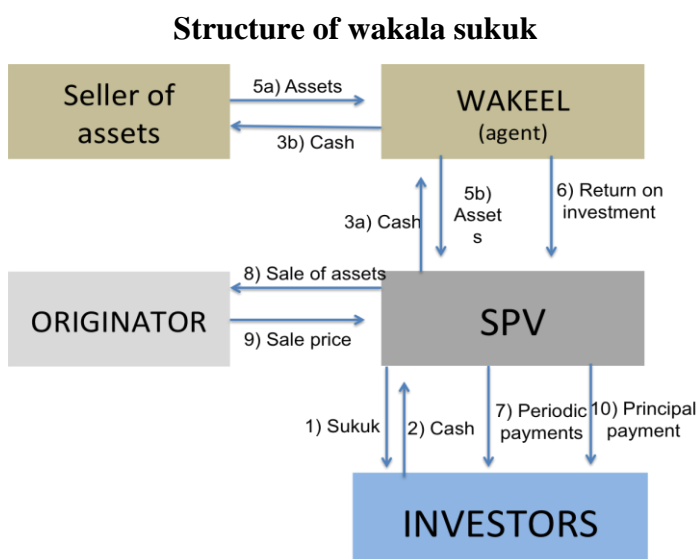 Structure of wakala sukuk
Seller of
assets
5a) Assets
3b) Cash
WAKEEL
(agent)
3a) Cash
5b)
Asset
s
6) Return on
investment
ORIGINATOR
8) Sale of assets
9) Sale price
SPV
1) Sukuk
2) Cash
7) Periodic
payments
10) Principal
payment
INVESTORS